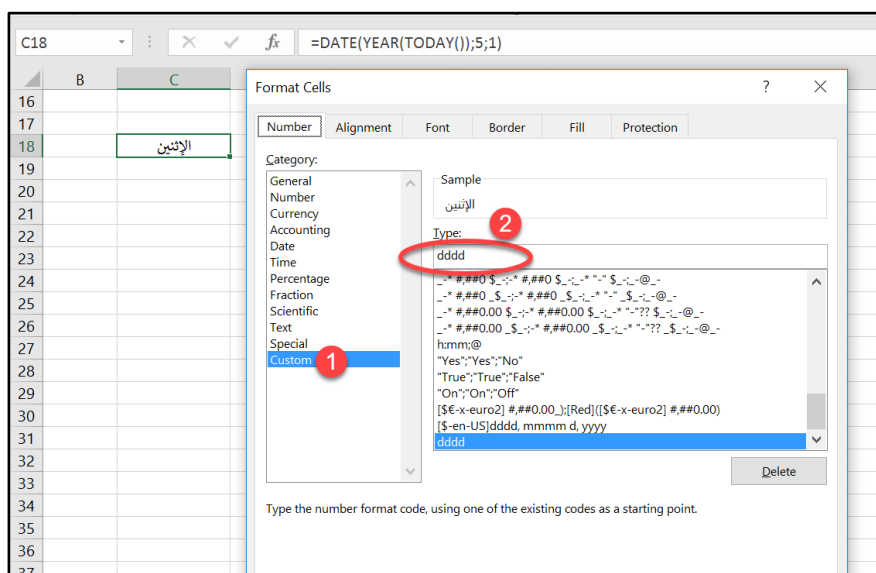 C18
fx
=DATE(YEAR(TODAY());5;1)
B
C
16
17
18
الإثنين
19
20
21
22
23
24
25
26
27
28
29
30
31
32
33
34
35
36
37
Format Cells
?
Number
Alignment
Font
Border
Fill
Protection
Category:
General
Number
Currency
Accounting
Date
Time
Percentage
Fraction
Scientific
Text
Special
Custom
1
Sample
الإثنين
2
Type:
dddd
_-* #,##0 $_-;-* #,##0 $_-;_-* "-" $_-;_-@_-
_-* #,##0 _$_-;-* #,##0 _$_-;_-* "-" _$_-;_-@_-
_-* #,##0.00 $_-;-* #,##0.00 $_-;_-* "-"?? $_-;_-@_-
_-* #,##0.00 _$_-;-* #,##0.00 _$_-;_-* "-"?? _$_-;_-@_-
h:mm;@
"Yes";"Yes";"No"
"True";"True";"False"
"On";"On";"Off"
[$€-x-euro2] #,##0.00_);[Red]([$€-x-euro2] #,##0.00)
[$-en-US]dddd, mmmm d, yyyy
dddd
Delete
Type the number format code, using one of the existing codes as a starting point.